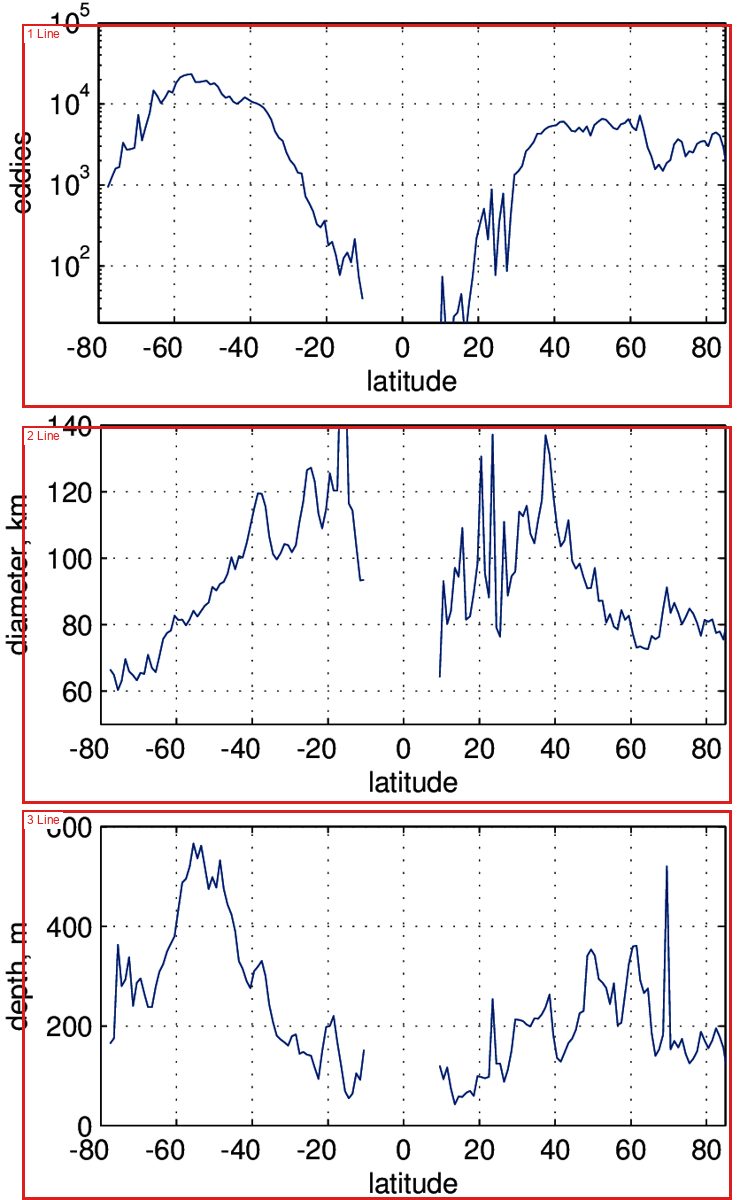 1 Line
10^5
10^4
10^3
10^2
eddies
-80 -60 -40 -20 0 20 40 60 80
latitude
2 Line
140
120
100
80
60
diameter, km
-80 -60 -40 -20 0 20 40 60 80
latitude
3 Line
600
400
200
0
depth, m
-80 -60 -40 -20 0 20 40 60 80
latitude